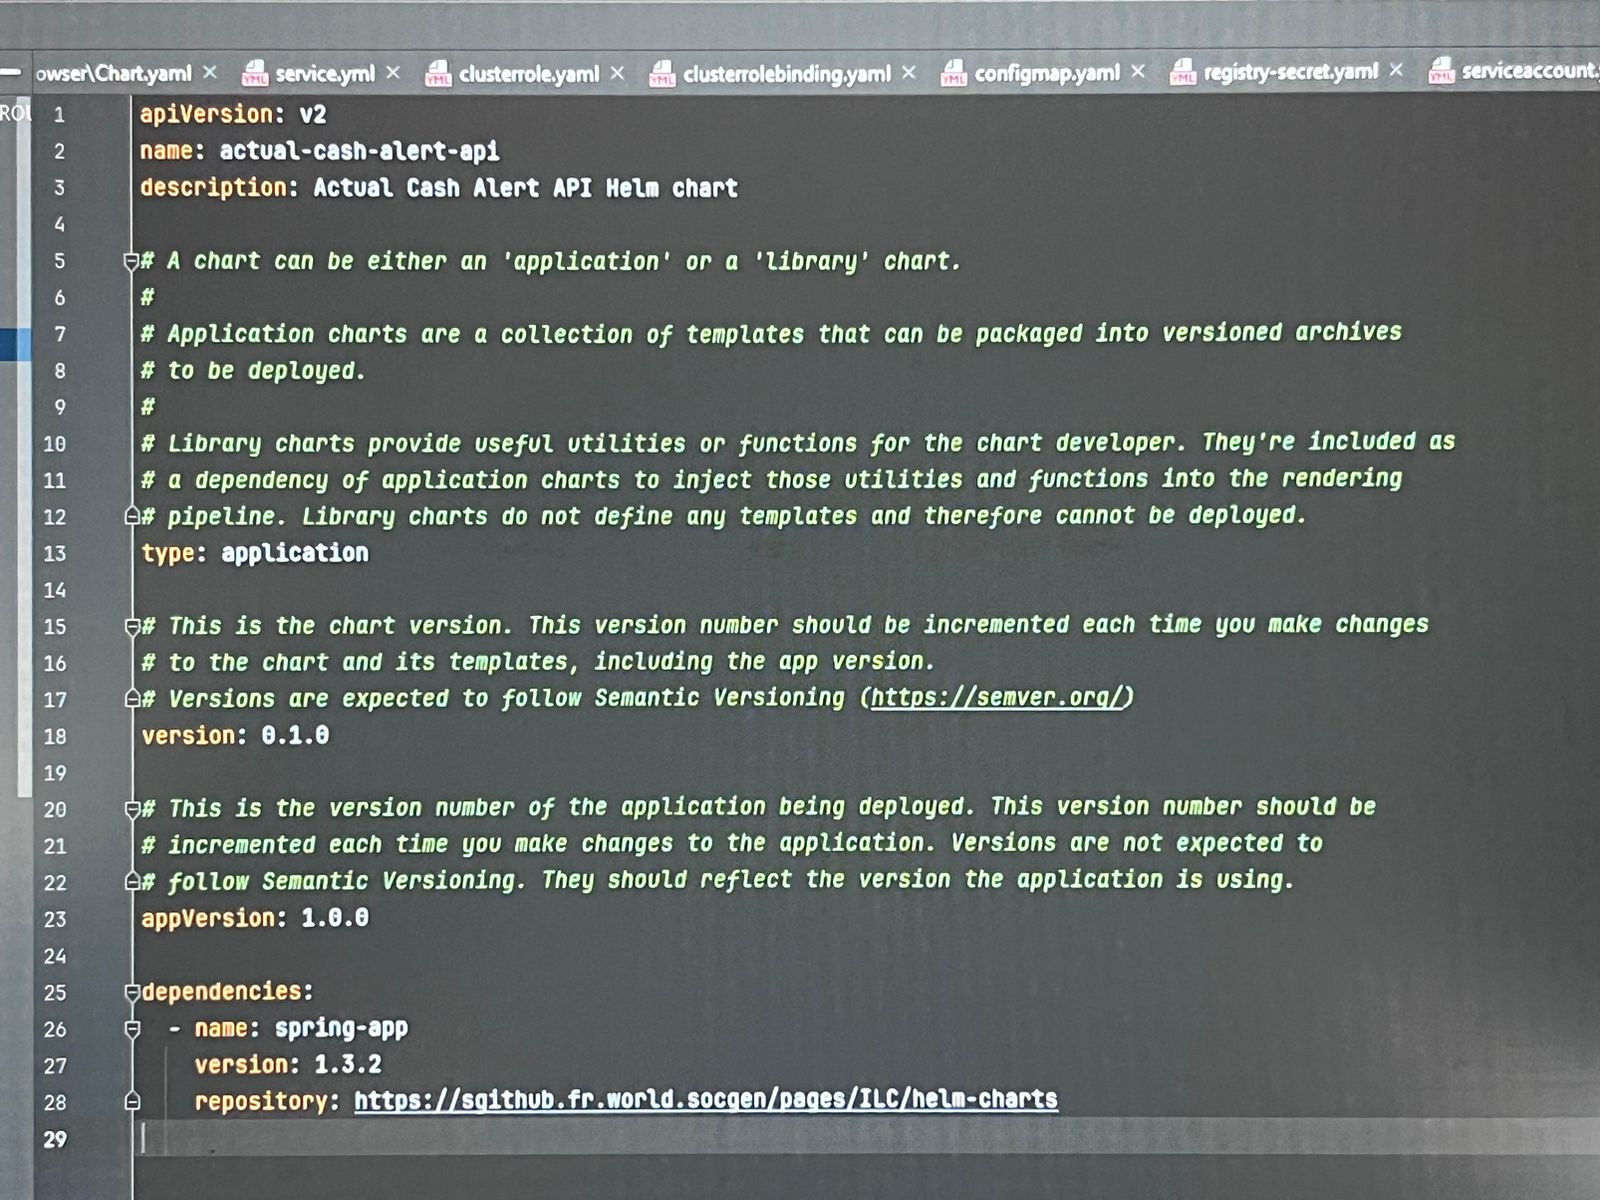 owser\Chart.yaml service.yml clusterrole.yaml clusterrolebinding.yaml configmap.yaml registry-secret.yaml serviceaccount.
1 apiVersion: v2
2 name: actual-cash-alert-api
3 description: Actual Cash Alert API Helm chart
4
5 # A chart can be either an 'application' or a 'library' chart.
6 #
7 # Application charts are a collection of templates that can be packaged into versioned archives
8 # to be deployed.
9 #
10 # Library charts provide useful utilities or functions for the chart developer. They're included as
11 # a dependency of application charts to inject those utilities and functions into the rendering
12 # pipeline. Library charts do not define any templates and therefore cannot be deployed.
13 type: application
14
15 # This is the chart version. This version number should be incremented each time you make changes
16 # to the chart and its templates, including the app version.
17 # Versions are expected to follow Semantic Versioning (https://semver.org/)
18 version: 0.1.0
19
20 # This is the version number of the application being deployed. This version number should be
21 # incremented each time you make changes to the application. Versions are not expected to
22 # follow Semantic Versioning. They should reflect the version the application is using.
23 appVersion: 1.0.0
24
25 dependencies:
26 - name: spring-app
27 version: 1.3.2
28 repository: https://sgithub.fr.world.socgen/pages/ILC/helm-charts
29